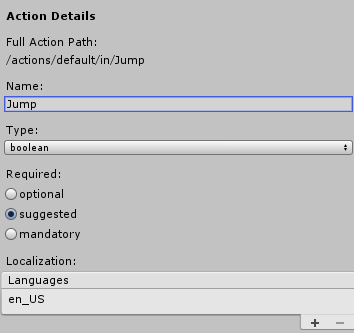 Action Details
Full Action Path:
/actions/default/in/Jump
Name:
Jump
Type:
boolean
Required:
optional
suggested
mandatory
Localization:
Languages
en_US
+ −